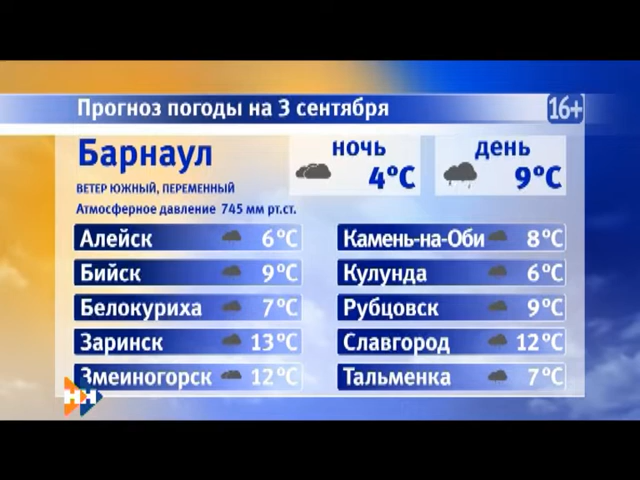 Прогноз погоды на 3 сентября 16+
Барнаул
ночь
4°C
день
9°C
ВЕТЕР ЮЖНЫЙ, ПЕРЕМЕННЫЙ
Атмосферное давление 745 мм рт.ст.
Алейск 6°C
Бийск 9°C
Белокуриха 7°C
Заринск 13°C
Змеиногорск 12°C
Камень-на-Оби 8°C
Кулунда 6°C
Рубцовск 9°C
Славгород 12°C
Тальменка 7°C
НН